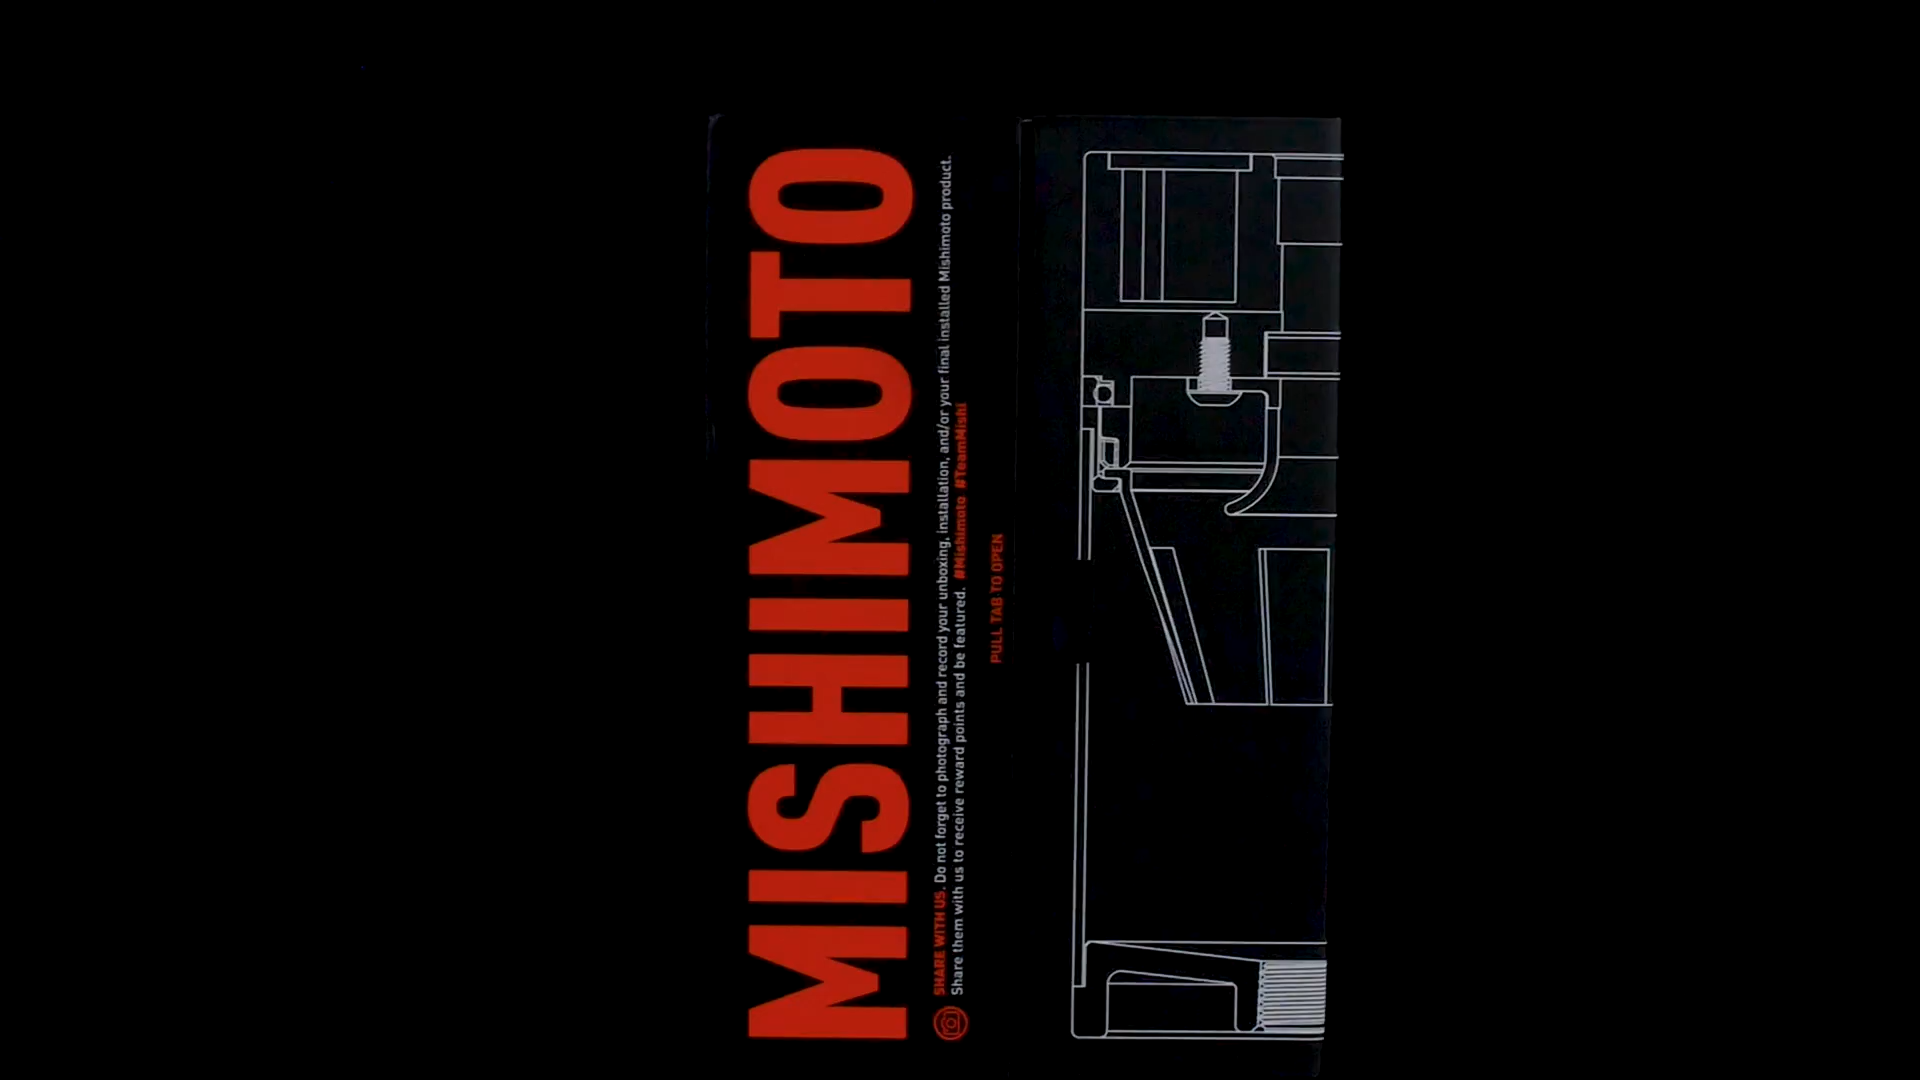 MISHIMOTO
SHARE WITH US. Do not forget to photograph and record your unboxing, installation, and/or your final installed Mishimoto product.
Share them with us to receive reward points and be featured. #Mishimoto #TeamMishi
PULL TAB TO OPEN